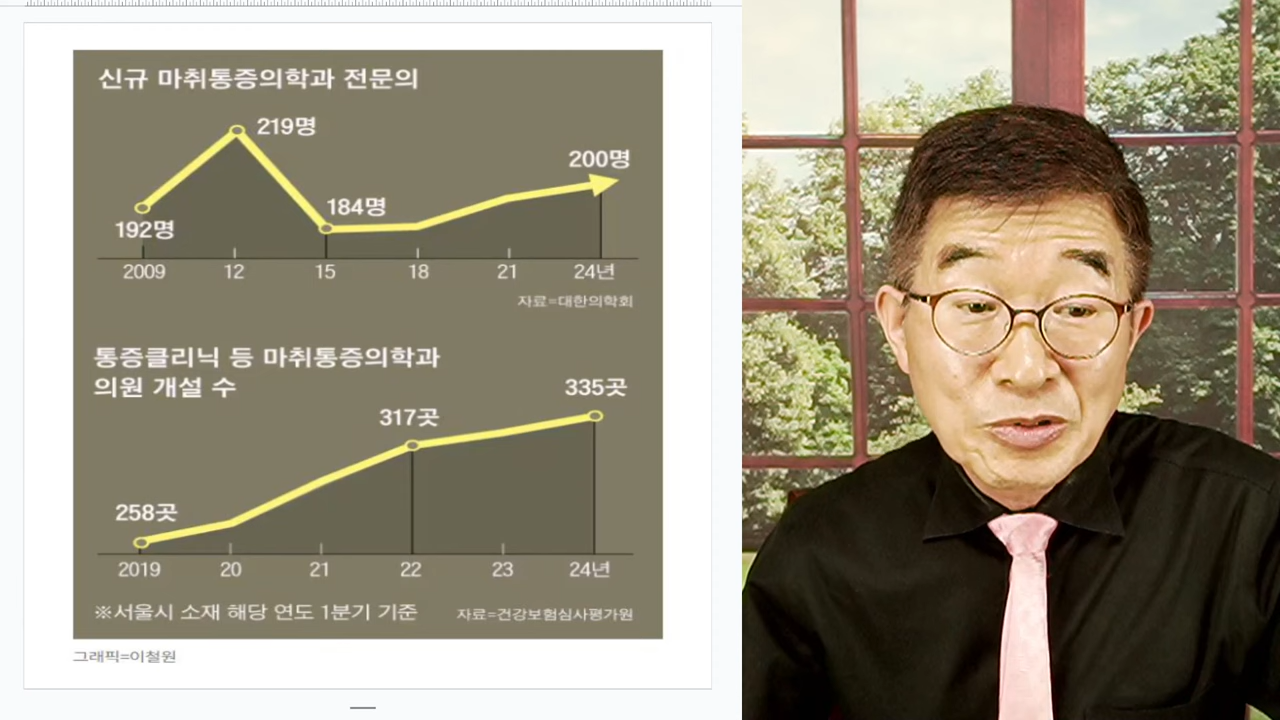 신규 마취통증의학과 전문의
219명
200명
184명
192명
2009 12 15 18 21 24년
자료=대한의학회
통증클리닉 등 마취통증의학과
의원 개설 수
335곳
317곳
258곳
2019 20 21 22 23 24년
※서울시 소재 해당 연도 1분기 기준 자료=건강보험심사평가원
그래픽=이철원